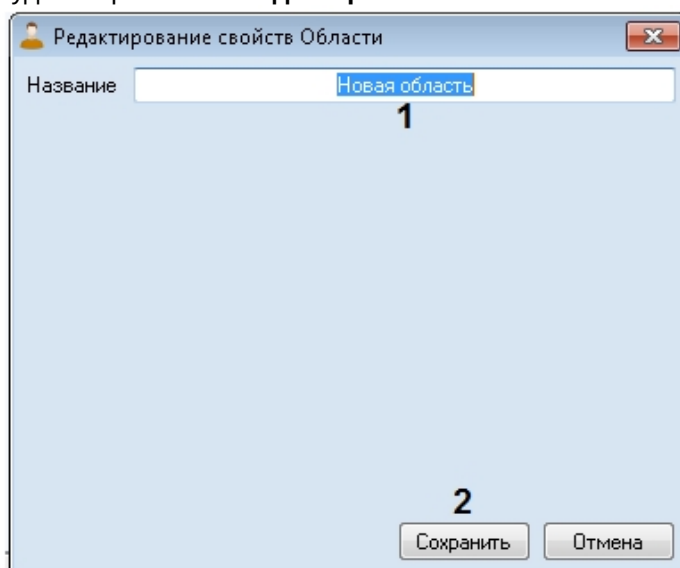 Редактирование свойств Области
Название Новая область
1
2
Сохранить Отмена